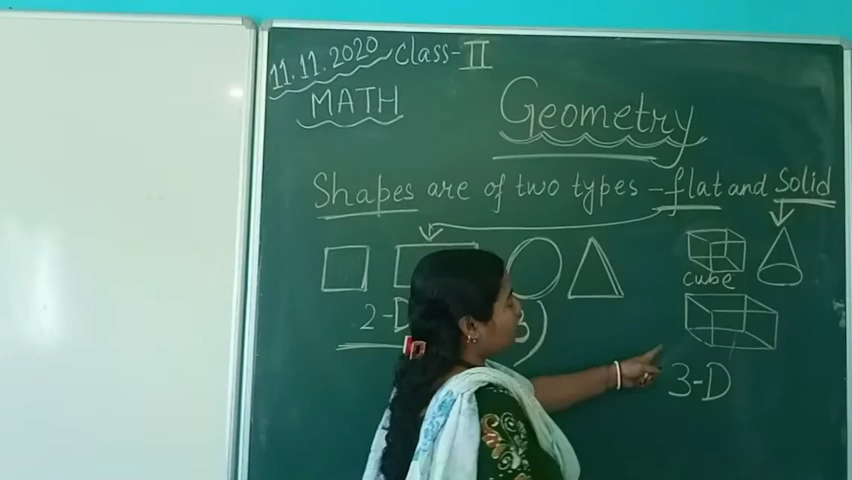 11.11.2020 Class-II
MATH
Geometry
Shapes are of two types - flat and Solid
cube
2-D
3-D